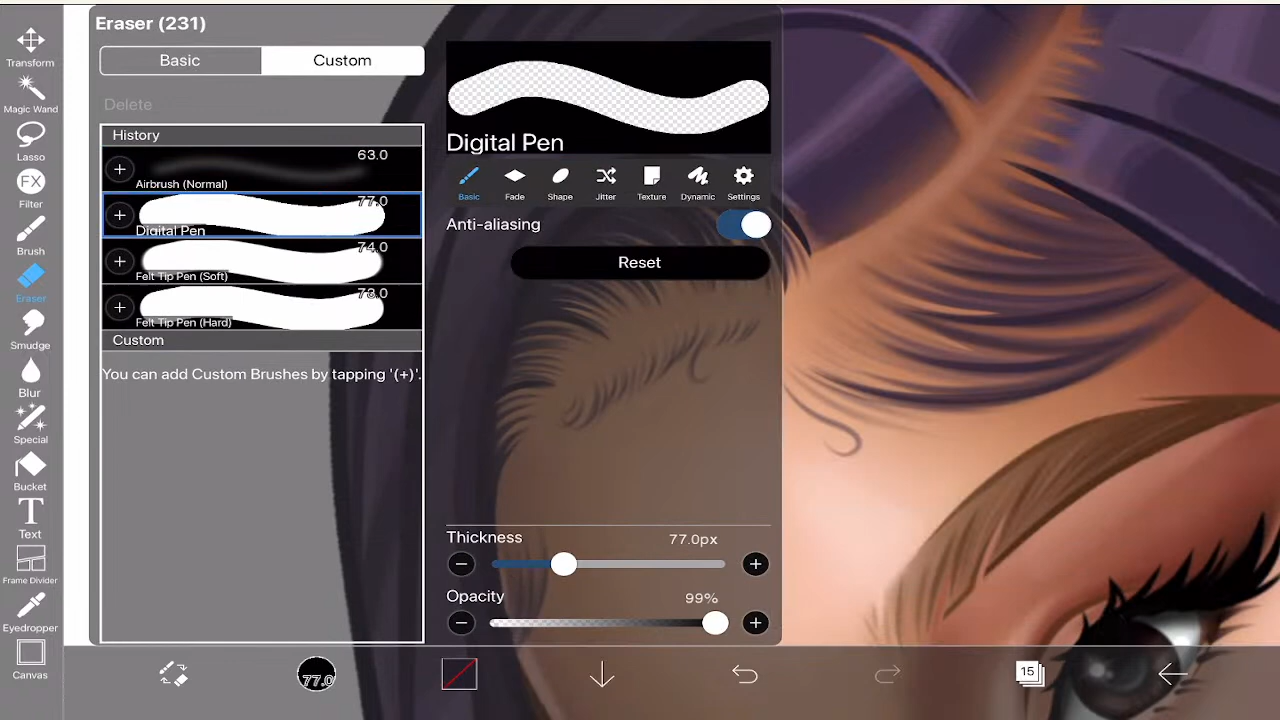 Transform
Magic Wand
Lasso
FX
Filter
Brush
Eraser
Smudge
Blur
Special
Bucket
T
Text
Frame Divider
Eyedropper
Canvas
Eraser (231)
Basic
Custom
Delete
History
63.0
Airbrush (Normal)
77.0
Digital Pen
74.0
Felt Tip Pen (Soft)
73.0
Felt Tip Pen (Hard)
Custom
You can add Custom Brushes by tapping '(+)'.
Digital Pen
Basic
Fade
Shape
Jitter
Texture
Dynamic
Settings
Anti-aliasing
Reset
Thickness
77.0px
Opacity
99%
77.0
15